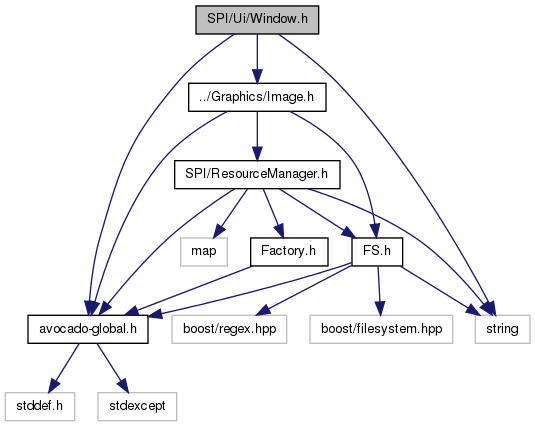 SPI/Ui/Window.h
../Graphics/Image.h
SPI/ResourceManager.h
map
Factory.h
FS.h
avocado-global.h
boost/regex.hpp
boost/filesystem.hpp
string
stddef.h
stdexcept